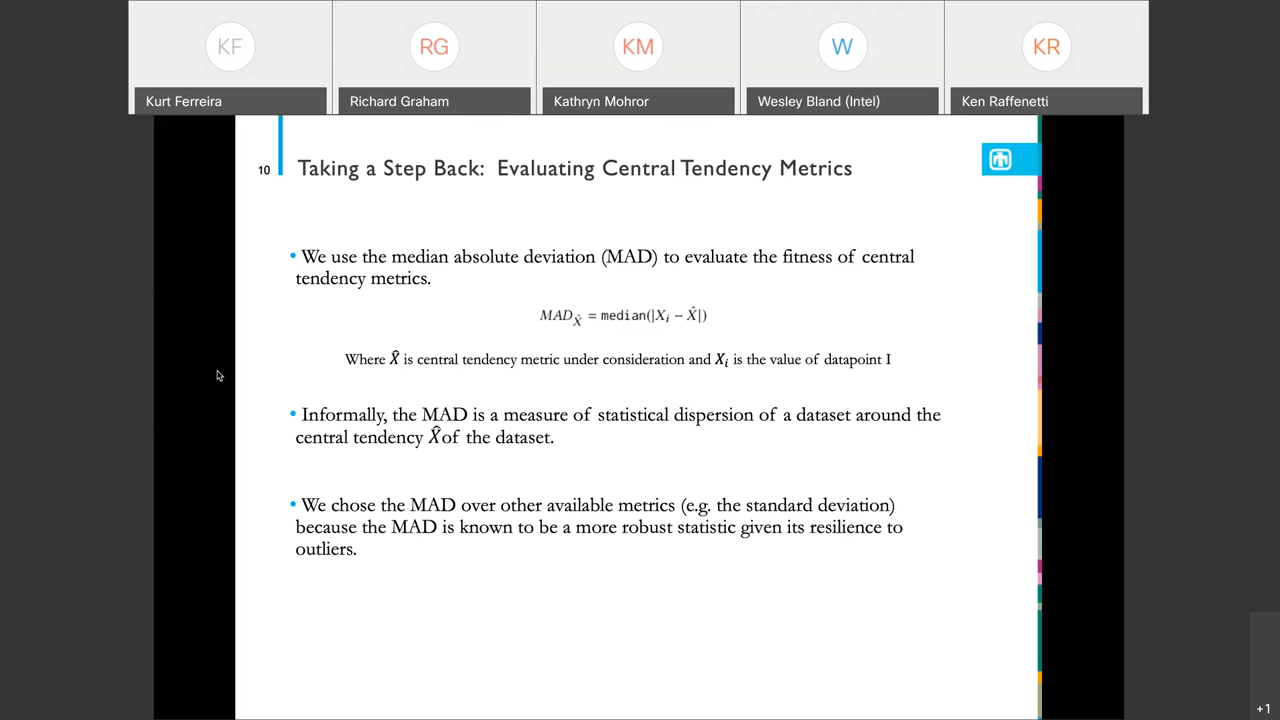 KF
RG
KM
W
KR
Kurt Ferreira
Richard Graham
Kathryn Mohror
Wesley Bland (Intel)
Ken Raffenetti
10
Taking a Step Back: Evaluating Central Tendency Metrics
• We use the median absolute deviation (MAD) to evaluate the fitness of central
tendency metrics.
MAD_X̂ = median(|X_i − X̂|)
Where X̂ is central tendency metric under consideration and X_i is the value of datapoint I
• Informally, the MAD is a measure of statistical dispersion of a dataset around the
central tendency X̂ of the dataset.
• We chose the MAD over other available metrics (e.g. the standard deviation)
because the MAD is known to be a more robust statistic given its resilience to
outliers.
+1